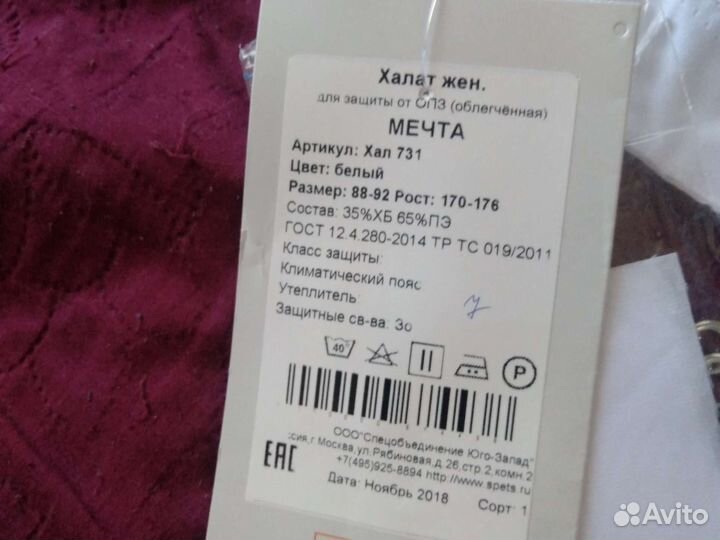 Халат жен.
для защиты от ОПЗ (облегчённая)
МЕЧТА
Артикул: Хал 731
Цвет: белый
Размер: 88-92 Рост: 170-176
Состав: 35%ХБ 65%ПЭ
ГОСТ 12.4.280-2014 ТР ТС 019/2011
Класс защиты:
Климатический пояс
Утеплитель:
Защитные св-ва: Зо
40°
P
ООО"Спецобъединение Юго-Запад"
сия,г.Москва,ул.Рябиновая,д.26,стр.2,комн.2
+7(495)925-8894 http://www.spets.ru
EAC
Дата: Ноябрь 2018 Сорт: 1
Avito